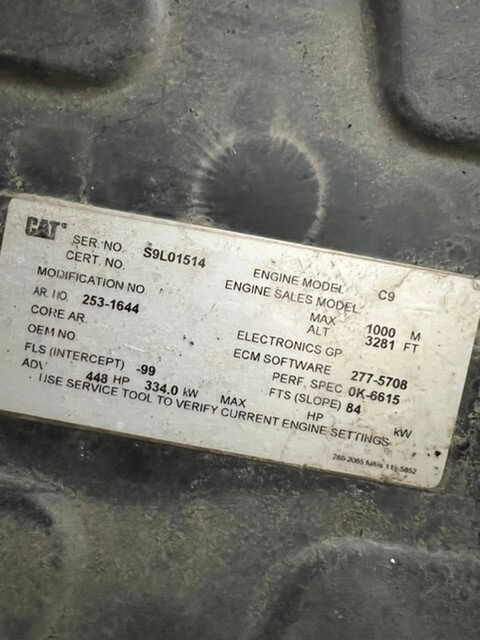 CAT SER. NO. S9L01514 ENGINE MODEL C9
CERT. NO. ENGINE SALES MODEL
MODIFICATION NO MAX ALT 1000 M 3281 FT
AR. NO. 253-1644 ELECTRONICS GP
CORE AR. ECM SOFTWARE 277-5708
OEM NO PERF. SPEC 0K-6615
FLS (INTERCEPT) -99 FTS (SLOPE) 84
ADV 448 HP 334.0 kW MAX HP kW
USE SERVICE TOOL TO VERIFY CURRENT ENGINE SETTINGS